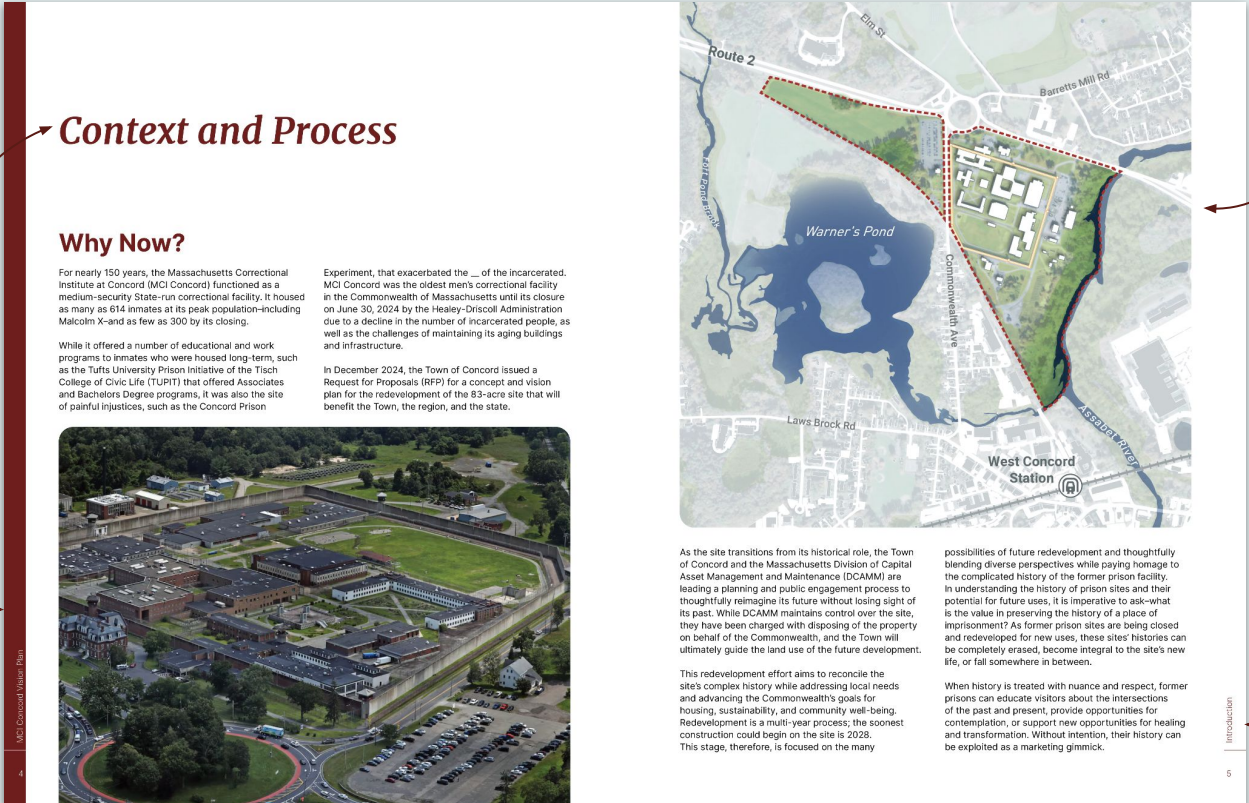 Context and Process
Why Now?
For nearly 150 years, the Massachusetts Correctional
Institute at Concord (MCI Concord) functioned as a
medium-security State-run correctional facility. It housed
as many as 614 inmates at its peak population–including
Malcolm X–and as few as 300 by its closing.
While it offered a number of educational and work
programs to inmates who were housed long-term, such
as the Tufts University Prison Initiative of the Tisch
College of Civic Life (TUPIT) that offered Associates
and Bachelors Degree programs, it was also the site
of painful injustices, such as the Concord Prison
Experiment, that exacerbated the __ of the incarcerated.
MCI Concord was the oldest men's correctional facility
in the Commonwealth of Massachusetts until its closure
on June 30, 2024 by the Healey-Driscoll Administration
due to a decline in the number of incarcerated people, as
well as the challenges of maintaining its aging buildings
and infrastructure.
In December 2024, the Town of Concord issued a
Request for Proposals (RFP) for a concept and vision
plan for the redevelopment of the 83-acre site that will
benefit the Town, the region, and the state.
MCI Concord Vision Plan
4
Elm St
Route 2
Barretts Mill Rd
Pond Brook
Warner's Pond
Commonwealth Ave
Laws Brock Rd
Assabet River
West Concord
Station
As the site transitions from its historical role, the Town
of Concord and the Massachusetts Division of Capital
Asset Management and Maintenance (DCAMM) are
leading a planning and public engagement process to
thoughtfully reimagine its future without losing sight of
its past. While DCAMM maintains control over the site,
they have been charged with disposing of the property
on behalf of the Commonwealth, and the Town will
ultimately guide the land use of the future development.
This redevelopment effort aims to reconcile the
site's complex history while addressing local needs
and advancing the Commonwealth's goals for
housing, sustainability, and community well-being.
Redevelopment is a multi-year process; the soonest
construction could begin on the site is 2028.
This stage, therefore, is focused on the many
possibilities of future redevelopment and thoughtfully
blending diverse perspectives while paying homage to
the complicated history of the former prison facility.
In understanding the history of prison sites and their
potential for future uses, it is imperative to ask–what
is the value in preserving the history of a place of
imprisonment? As former prison sites are being closed
and redeveloped for new uses, these sites' histories can
be completely erased, become integral to the site's new
life, or fall somewhere in between.
When history is treated with nuance and respect, former
prisons can educate visitors about the intersections
of the past and present, provide opportunities for
contemplation, or support new opportunities for healing
and transformation. Without intention, their history can
be exploited as a marketing gimmick.
Introduction
5